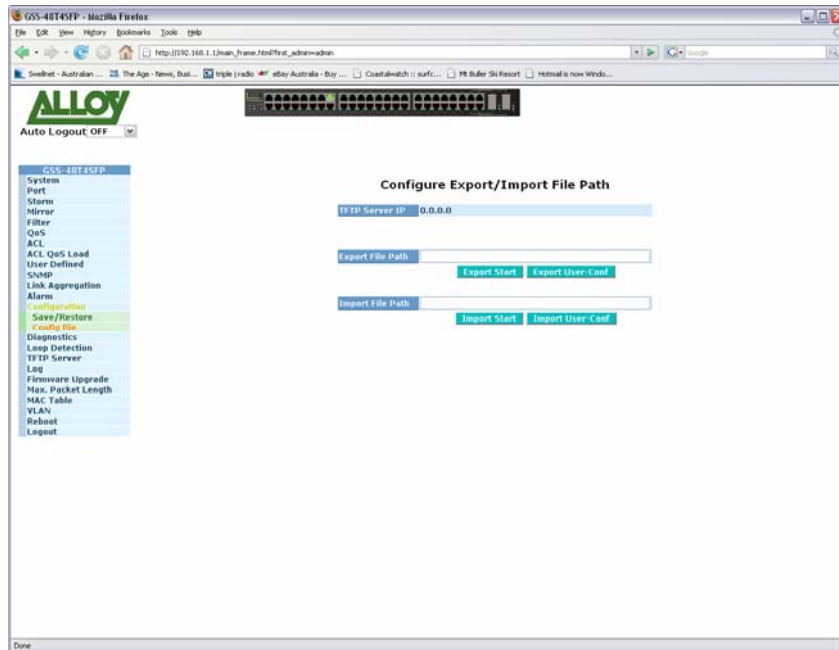 GSS-48T4SFP - Mozilla Firefox
File Edit View History Bookmarks Tools Help
http://192.168.1.1/main_frame.html?first_admin=admin
Google
Swellnet - Australian ... The Age - News, Busi... triple j radio eBay Australia - Buy ... Coastalwatch :: surfc... Mt Buller Ski Resort Hotmail is now Windo...
ALLOY
Auto Logout OFF
GSS-48T4SFP
System
Port
Storm
Mirror
Filter
QoS
ACL
ACL QoS Load
User Defined
SNMP
Link Aggregation
Alarm
Configuration
Save/Restore
Config file
Diagnostics
Loop Detection
TFTP Server
Log
Firmware Upgrade
Max. Packet Length
MAC Table
VLAN
Reboot
Logout
Configure Export/Import File Path
TFTP Server IP 0.0.0.0
Export File Path
Export Start Export User-Conf
Import File Path
Import Start Import User-Conf
Done